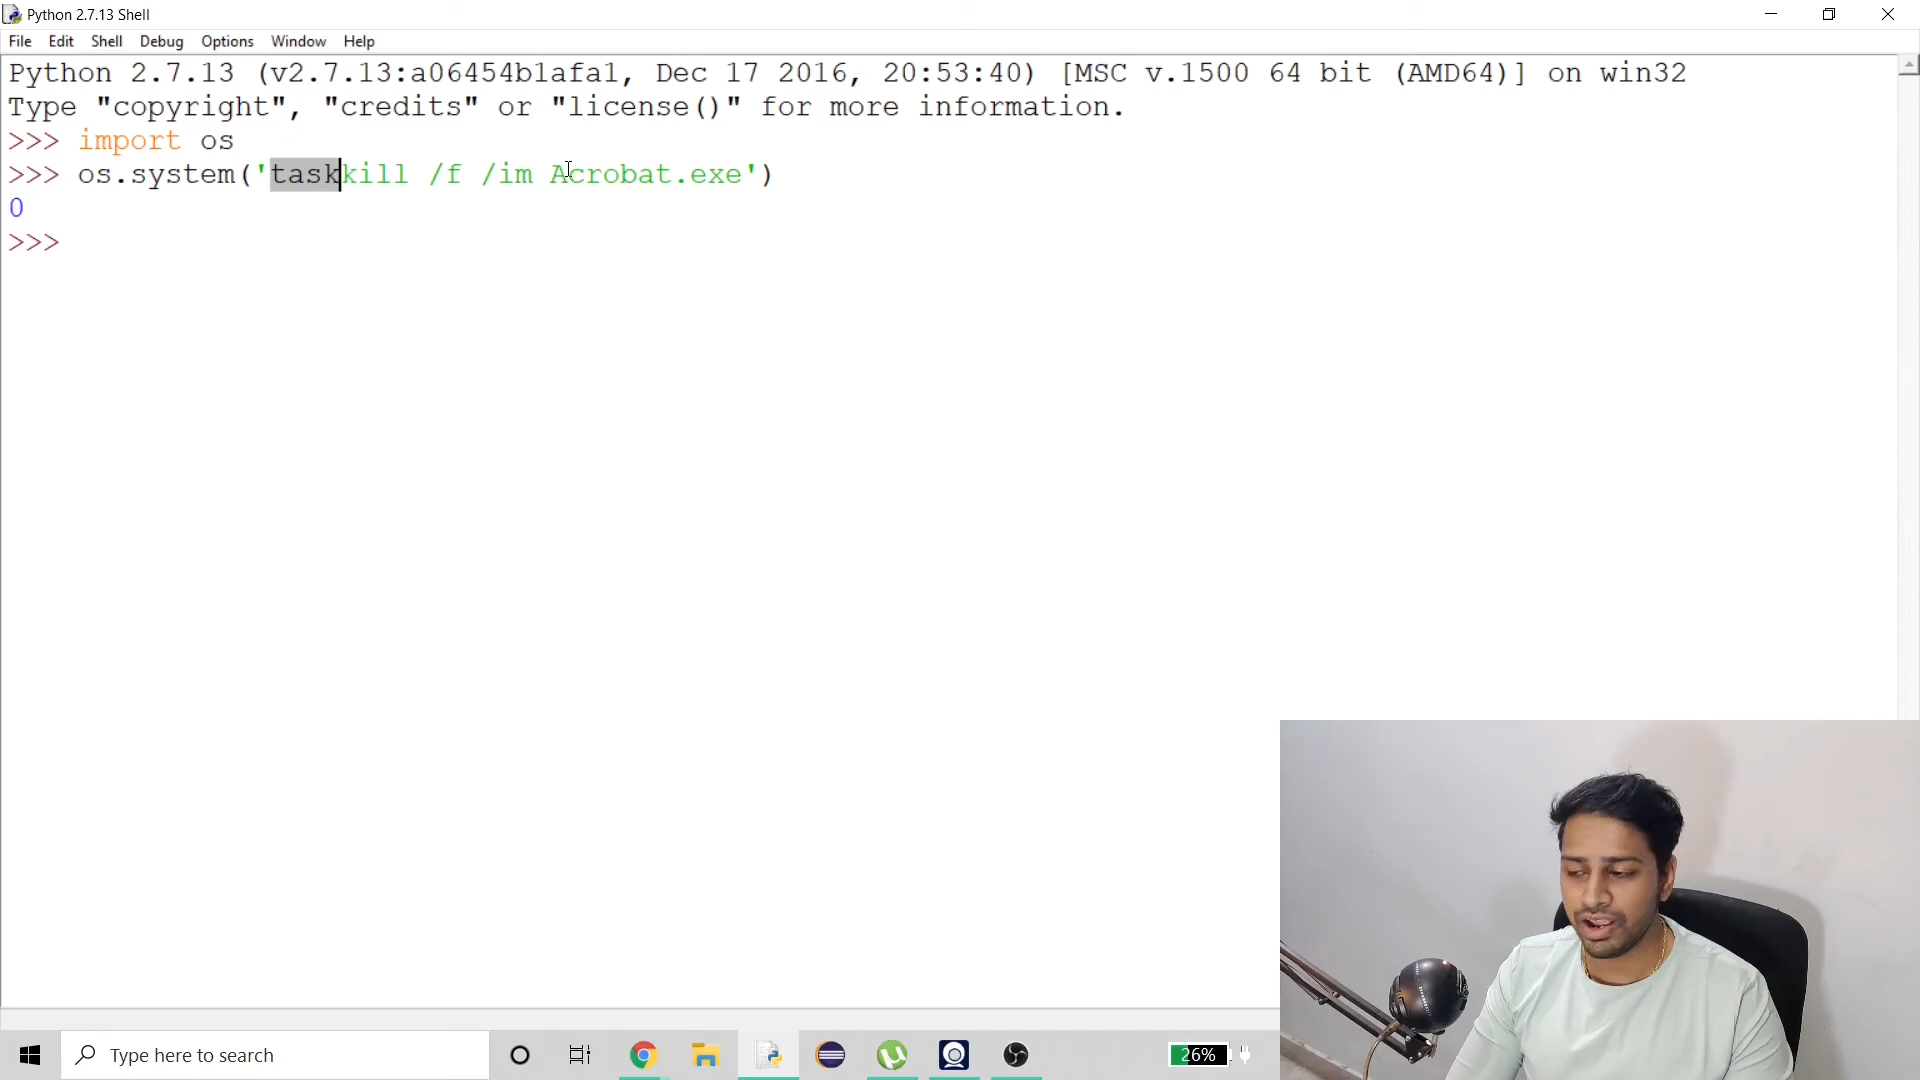 Python 2.7.13 Shell
File Edit Shell Debug Options Window Help
Python 2.7.13 (v2.7.13:a06454b1afa1, Dec 17 2016, 20:53:40) [MSC v.1500 64 bit (AMD64)] on win32
Type "copyright", "credits" or "license()" for more information.
>>> import os
>>> os.system('taskkill /f /im Acrobat.exe')
0
>>>
Type here to search
26%